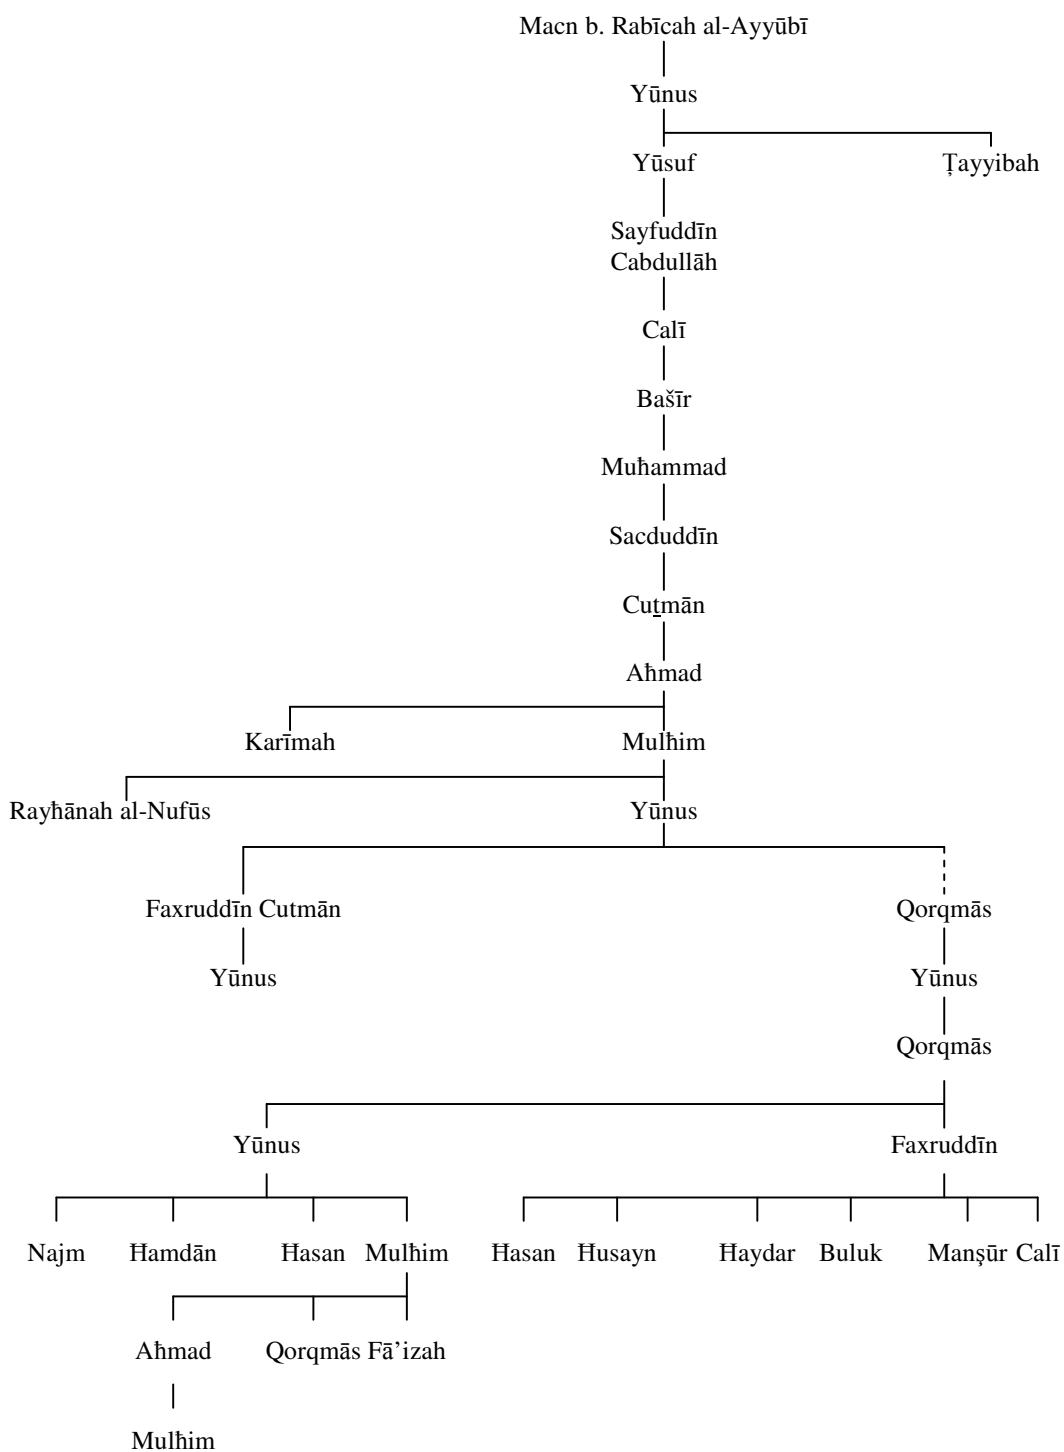 Macn b. Rabīcah al-Ayyūbī
Yūnus
Yūsuf Ṭayyibah
Sayfuddīn
Cabdullāh
Calī
Bašīr
Muħammad
Sacduddīn
Cuṯmān
Aħmad
Karīmah Mulħim
Rayħānah al-Nufūs Yūnus
Faxruddīn Cutmān Qorqmās
Yūnus Yūnus
Qorqmās
Yūnus Faxruddīn
Najm Ħamdān Ħasan Mulħim Ħasan Ħusayn Ħaydar Buluk Manṣūr Calī
Aħmad Qorqmās Fā’izah
Mulħim